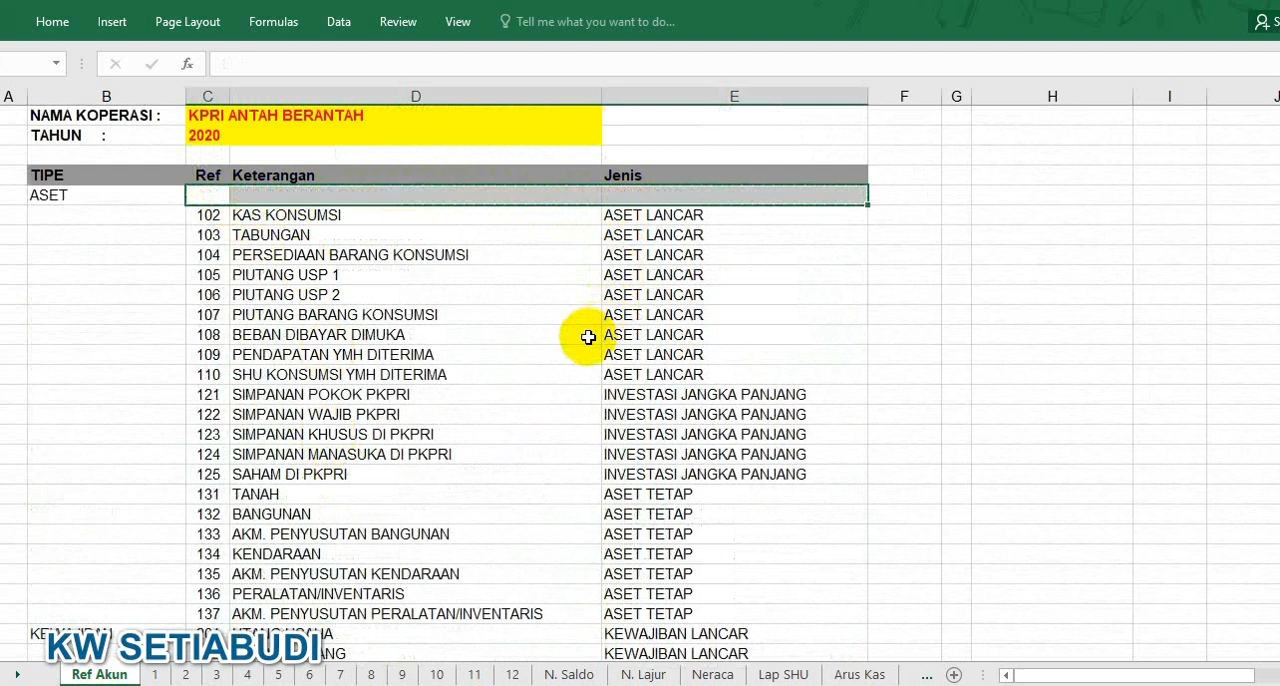 Home Insert Page Layout Formulas Data Review View Tell me what you want to do... S
fx
A B C D E F G H I J
NAMA KOPERASI : KPRI ANTAH BERANTAH
TAHUN : 2020
TIPE Ref Keterangan Jenis
ASET
102 KAS KONSUMSI ASET LANCAR
103 TABUNGAN ASET LANCAR
104 PERSEDIAAN BARANG KONSUMSI ASET LANCAR
105 PIUTANG USP 1 ASET LANCAR
106 PIUTANG USP 2 ASET LANCAR
107 PIUTANG BARANG KONSUMSI ASET LANCAR
108 BEBAN DIBAYAR DIMUKA ASET LANCAR
109 PENDAPATAN YMH DITERIMA ASET LANCAR
110 SHU KONSUMSI YMH DITERIMA ASET LANCAR
121 SIMPANAN POKOK PKPRI INVESTASI JANGKA PANJANG
122 SIMPANAN WAJIB PKPRI INVESTASI JANGKA PANJANG
123 SIMPANAN KHUSUS DI PKPRI INVESTASI JANGKA PANJANG
124 SIMPANAN MANASUKA DI PKPRI INVESTASI JANGKA PANJANG
125 SAHAM DI PKPRI INVESTASI JANGKA PANJANG
131 TANAH ASET TETAP
132 BANGUNAN ASET TETAP
133 AKM. PENYUSUTAN BANGUNAN ASET TETAP
134 KENDARAAN ASET TETAP
135 AKM. PENYUSUTAN KENDARAAN ASET TETAP
136 PERALATAN/INVENTARIS ASET TETAP
137 AKM. PENYUSUTAN PERALATAN/INVENTARIS ASET TETAP
KEWAJIBAN KEWAJIBAN LANCAR
KEWAJIBAN LANCAR
KW SETIABUDI
Ref Akun 1 2 3 4 5 6 7 8 9 10 11 12 N. Saldo N. Lajur Neraca Lap SHU Arus Kas ...